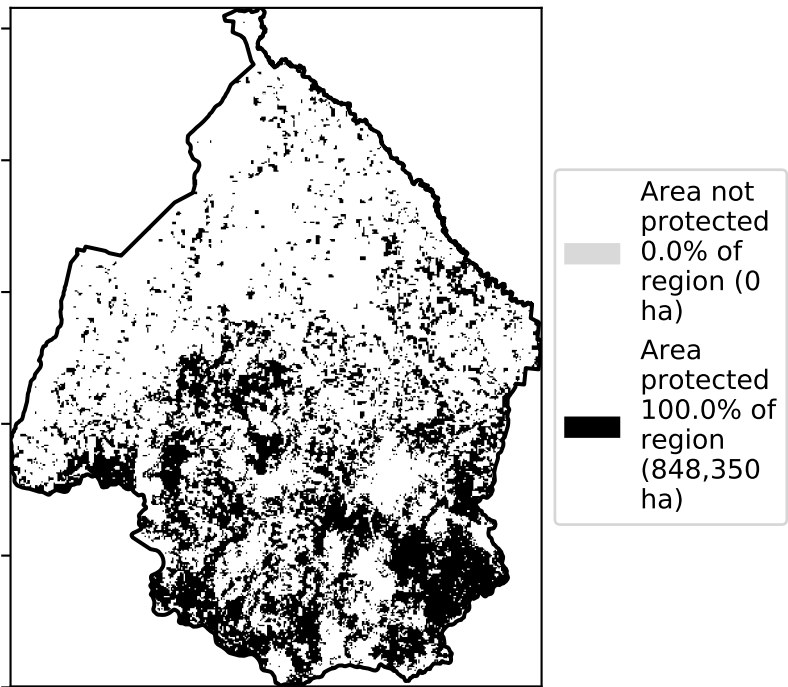 Area not
protected
0.0% of
region (0
ha)
Area
protected
100.0% of
region
(848,350
ha)